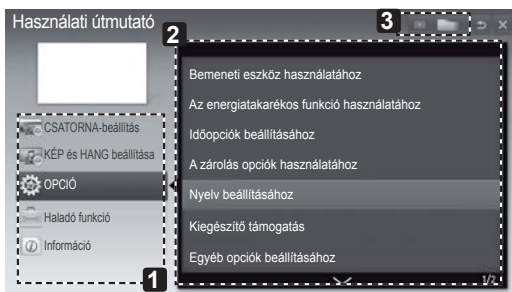 Használati útmutató
3
2
CSATORNA-beállítás
KÉP és HANG beállítása
OPCIÓ
Haladó funkció
Információ
1
Bemeneti eszköz használatához
Az energiatakarékos funkció használatához
Időopciók beállításához
A zárolás opciók használatához
Nyelv beállításához
Kiegészítő támogatás
Egyéb opciók beállításához
1/2